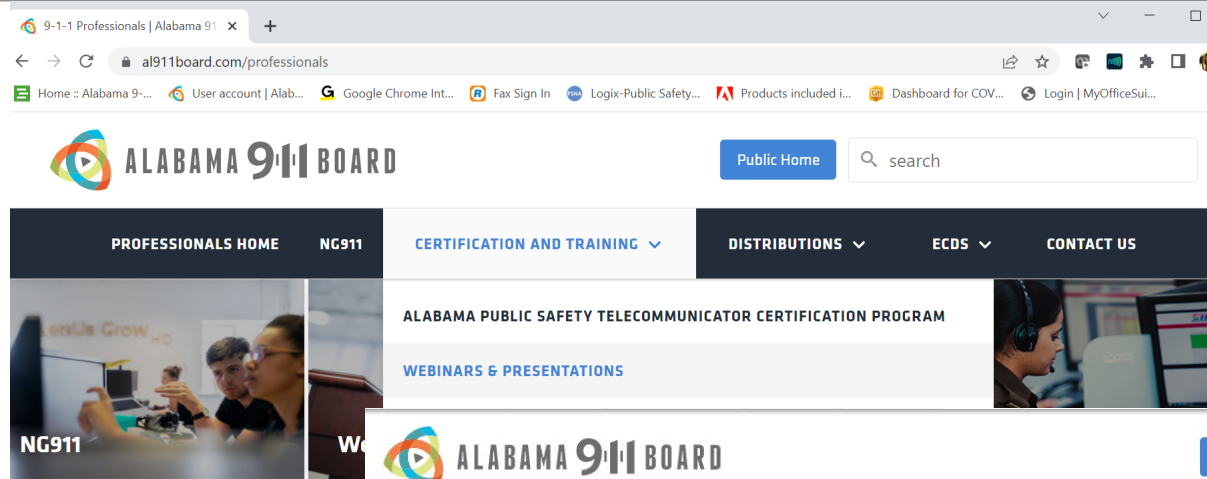 9-1-1 Professionals | Alabama 91
al911board.com/professionals
Home :: Alabama 9-... User account | Alab... G Google Chrome Int... R Fax Sign In PSNA Logix-Public Safety... Products included i... Dashboard for COV... Login | MyOfficeSui...
ALABAMA 911 BOARD Public Home search
PROFESSIONALS HOME NG911 CERTIFICATION AND TRAINING DISTRIBUTIONS ECDS CONTACT US
ALABAMA PUBLIC SAFETY TELECOMMUNICATOR CERTIFICATION PROGRAM
WEBINARS & PRESENTATIONS
NG911 We
ALABAMA 911 BOARD